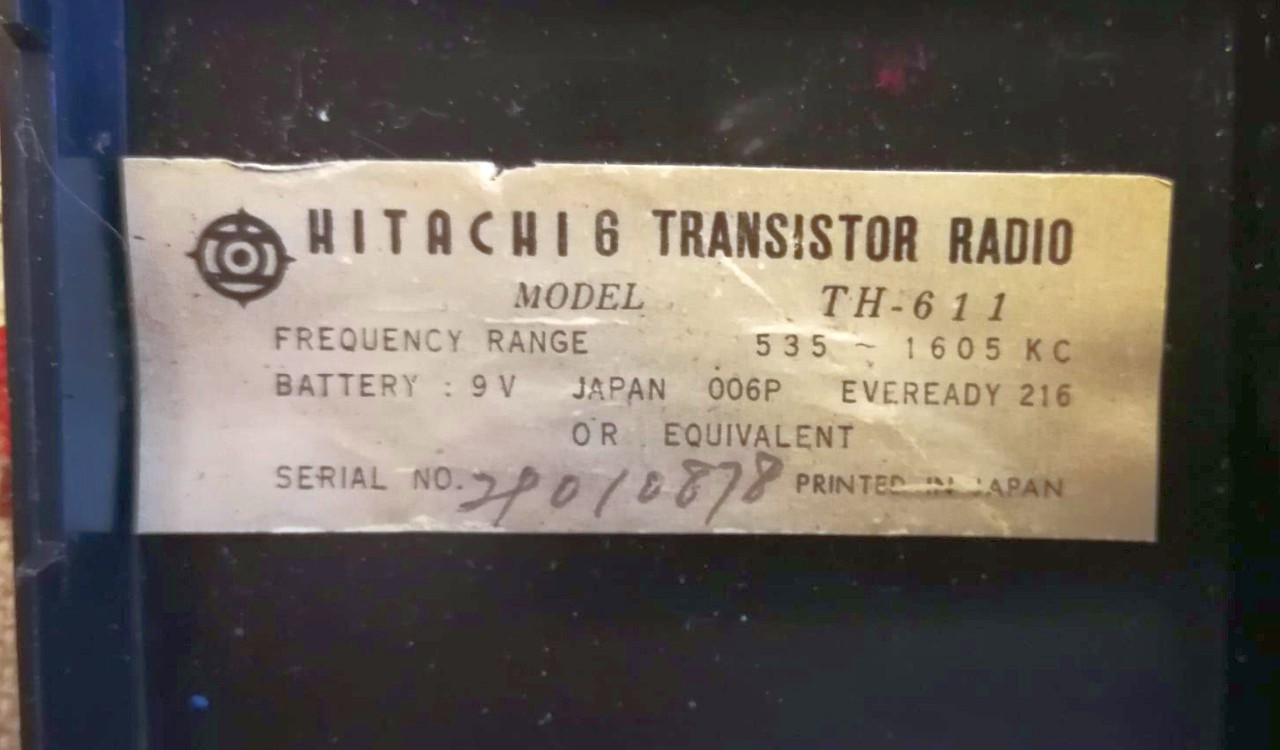 HITACHI 6 TRANSISTOR RADIO
MODEL TH-611
FREQUENCY RANGE 535 ~ 1605 KC
BATTERY : 9V JAPAN 006P EVEREADY 216
OR EQUIVALENT
SERIAL NO. PRINTED IN JAPAN